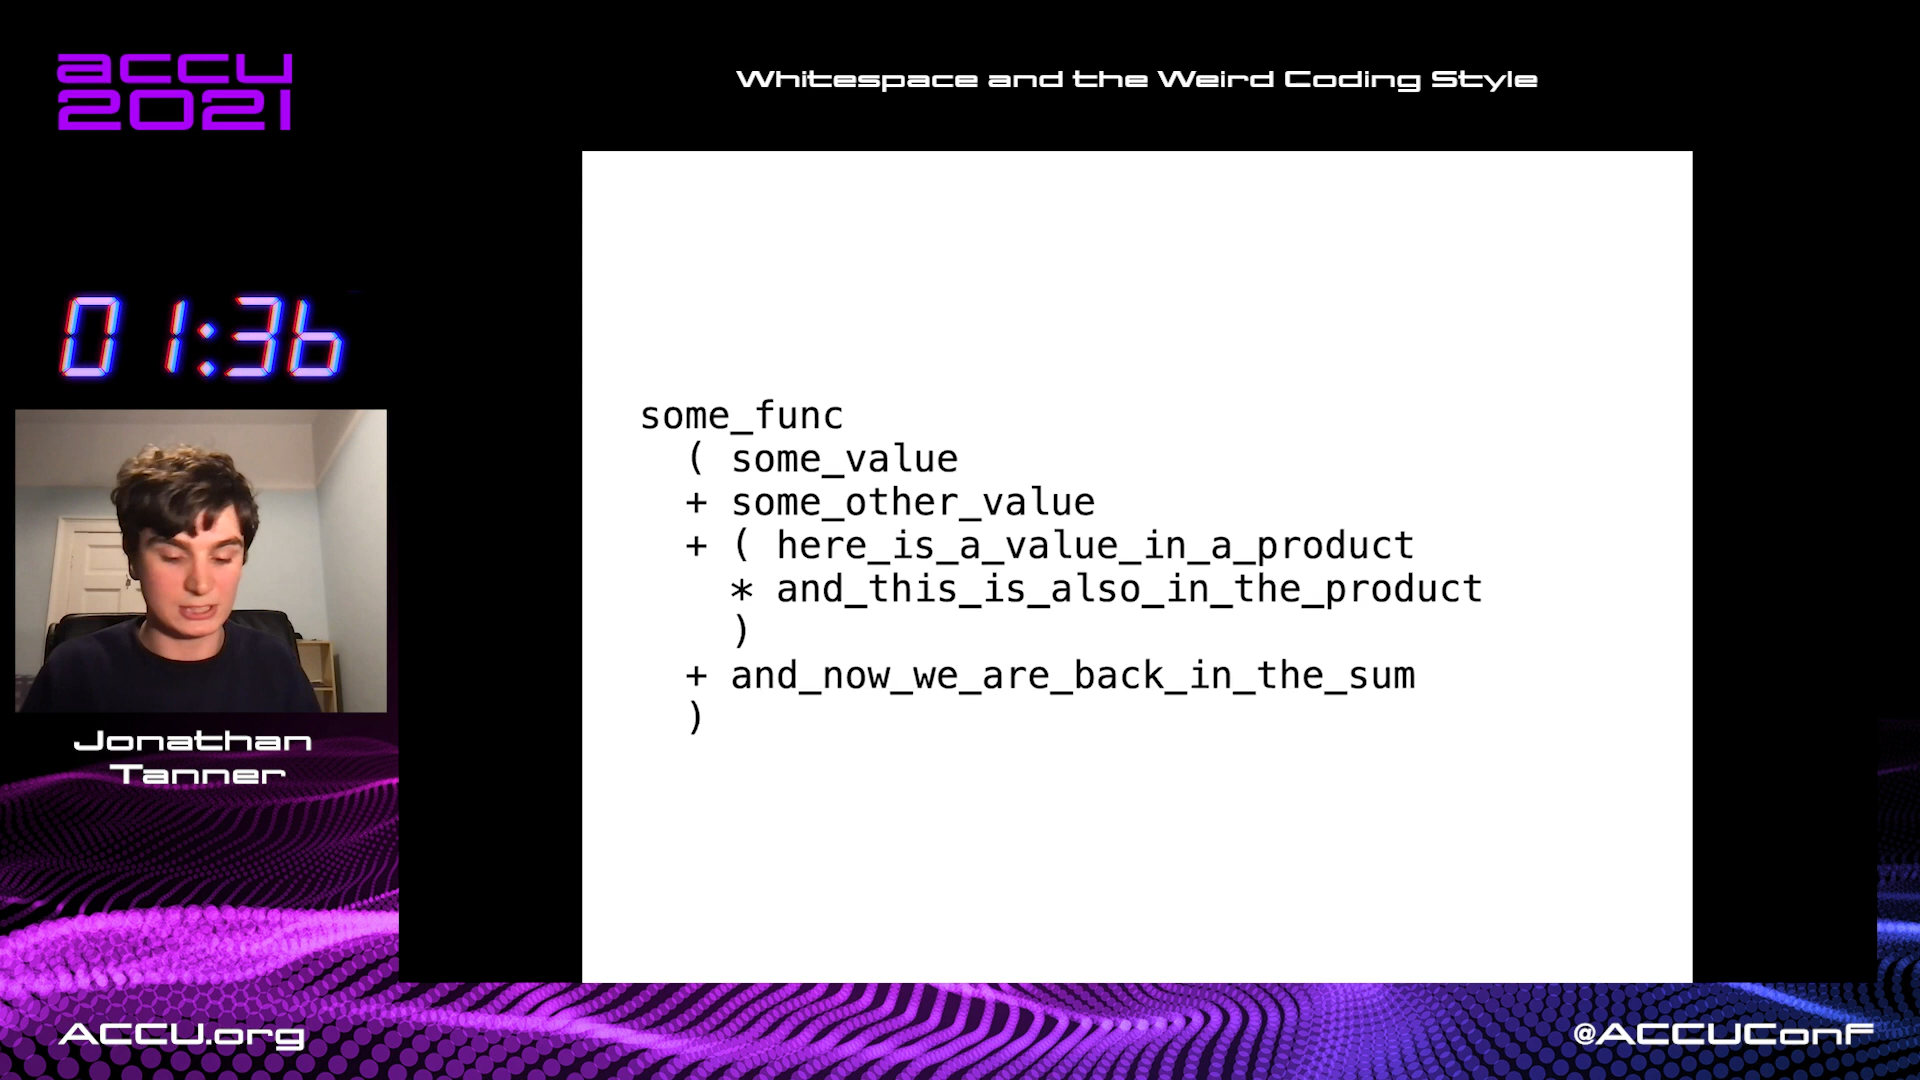 accu
2021
Whitespace and the Weird Coding Style
01:36
some_func
( some_value
+ some_other_value
+ ( here_is_a_value_in_a_product
* and_this_is_also_in_the_product
)
+ and_now_we_are_back_in_the_sum
)
Jonathan
Tanner
ACCU.org
@ACCUConf